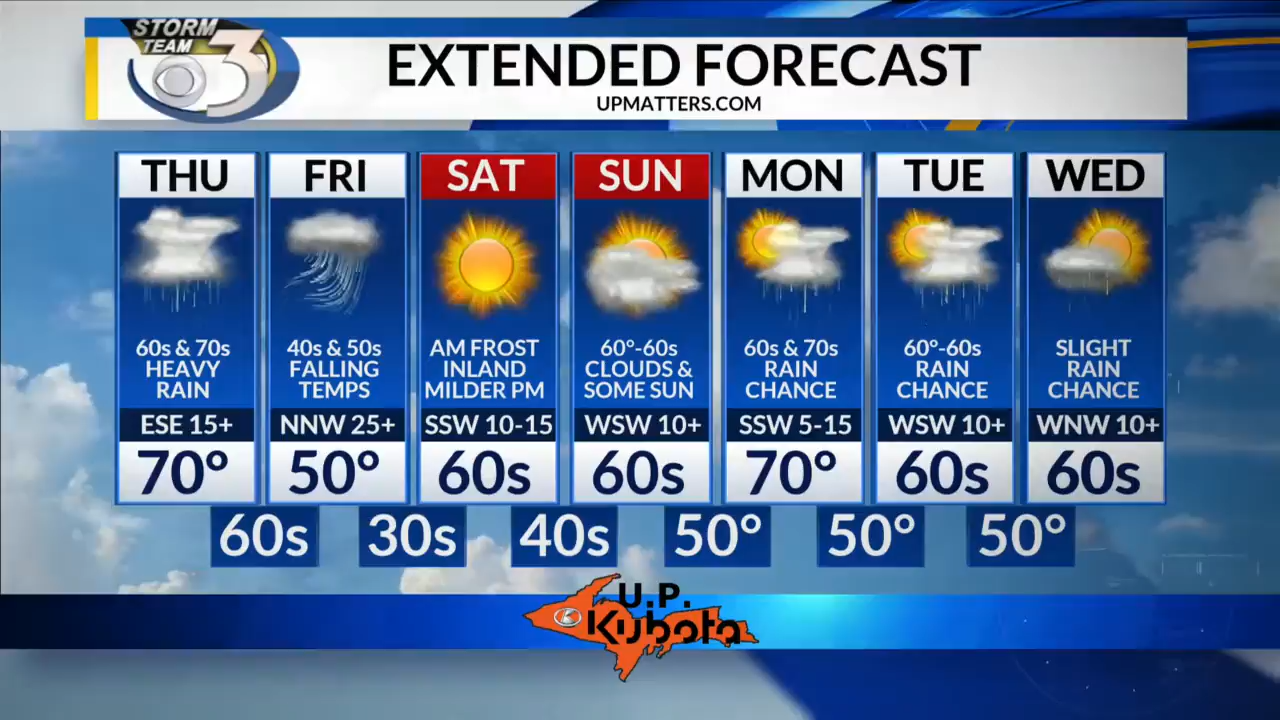 STORM
TEAM
3
EXTENDED FORECAST
UPMATTERS.COM
THU
60s & 70s
HEAVY
RAIN
ESE 15+
70°
FRI
40s & 50s
FALLING
TEMPS
NNW 25+
50°
SAT
AM FROST
INLAND
MILDER PM
SSW 10-15
60s
SUN
60°-60s
CLOUDS &
SOME SUN
WSW 10+
60s
MON
60s & 70s
RAIN
CHANCE
SSW 5-15
70°
TUE
60°-60s
RAIN
CHANCE
WSW 10+
60s
WED
SLIGHT
RAIN
CHANCE
WNW 10+
60s
60s
30s
40s
50°
50°
50°
U.P.
Kubota